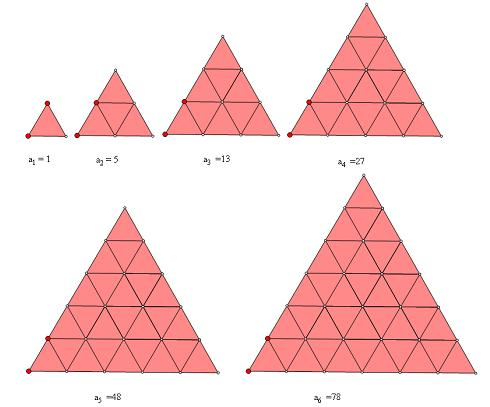 a₁ = 1
a₂ = 5
a₃ =13
a₄ =27
a₅ =48
a₆ =78